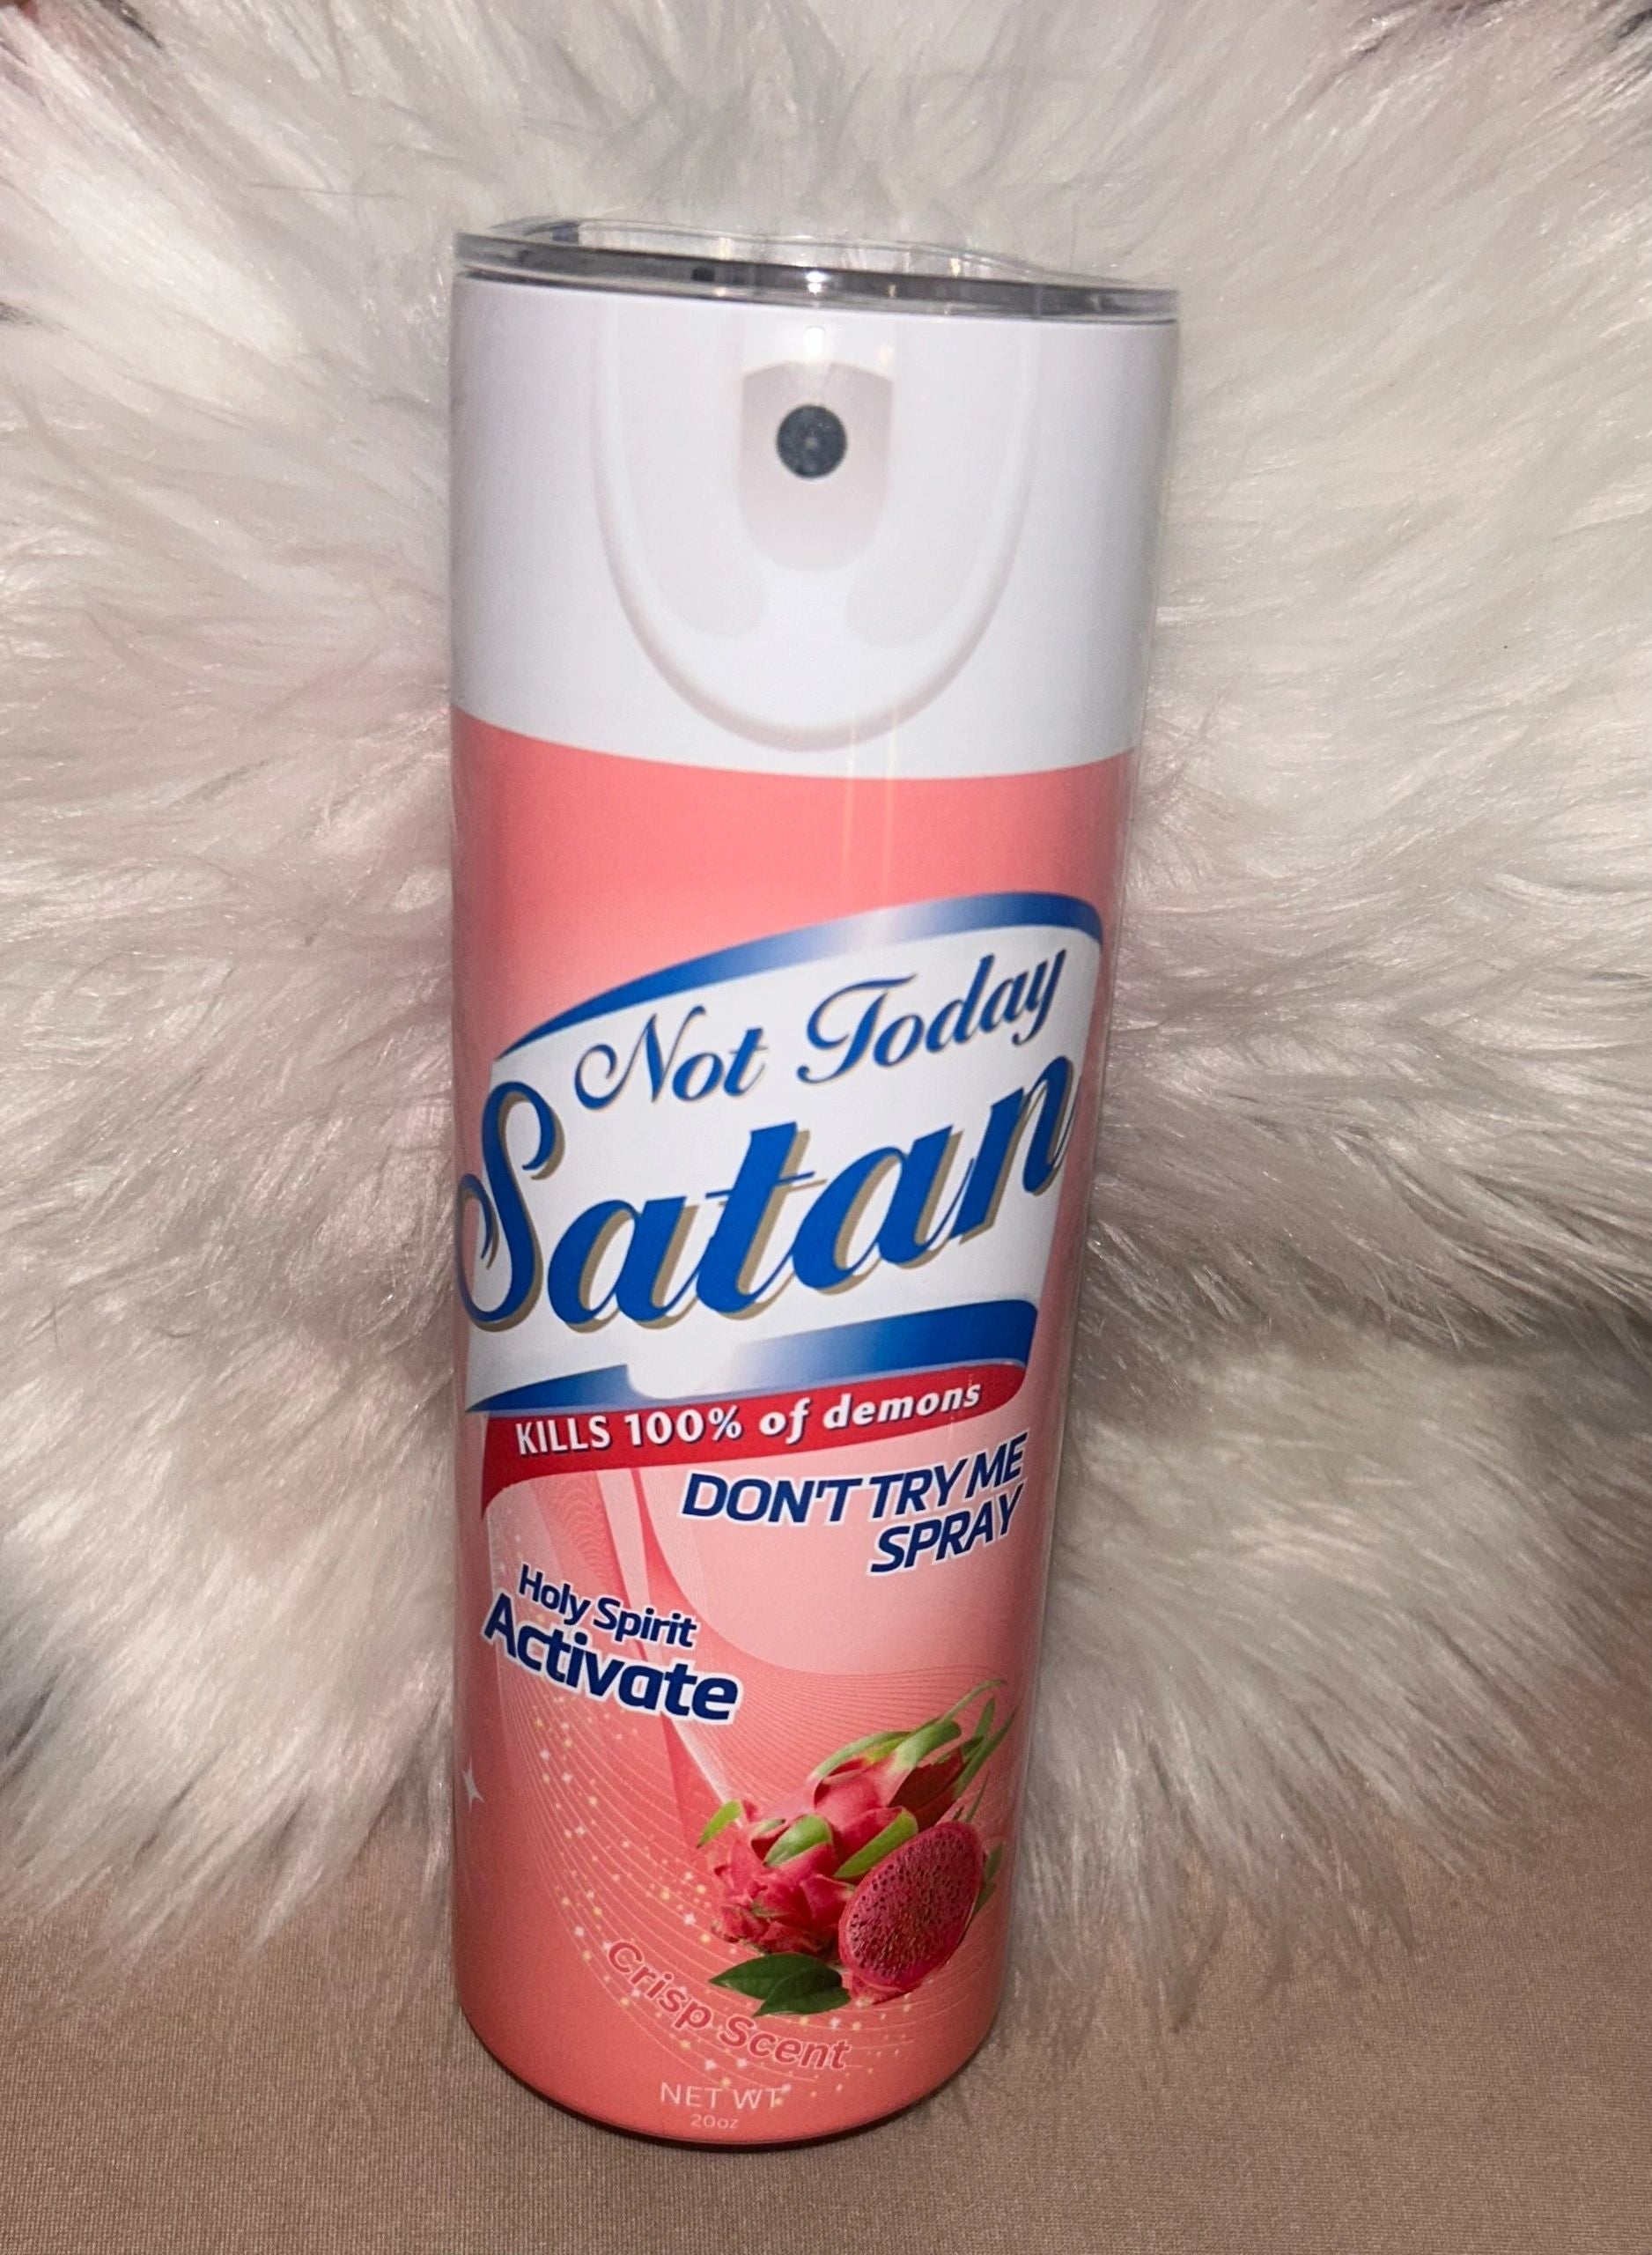 Not Today
Satan
KILLS 100% of demons
DON'T TRY ME
SPRAY
Holy Spirit
Activate
Crisp Scent
NET WT
20oz